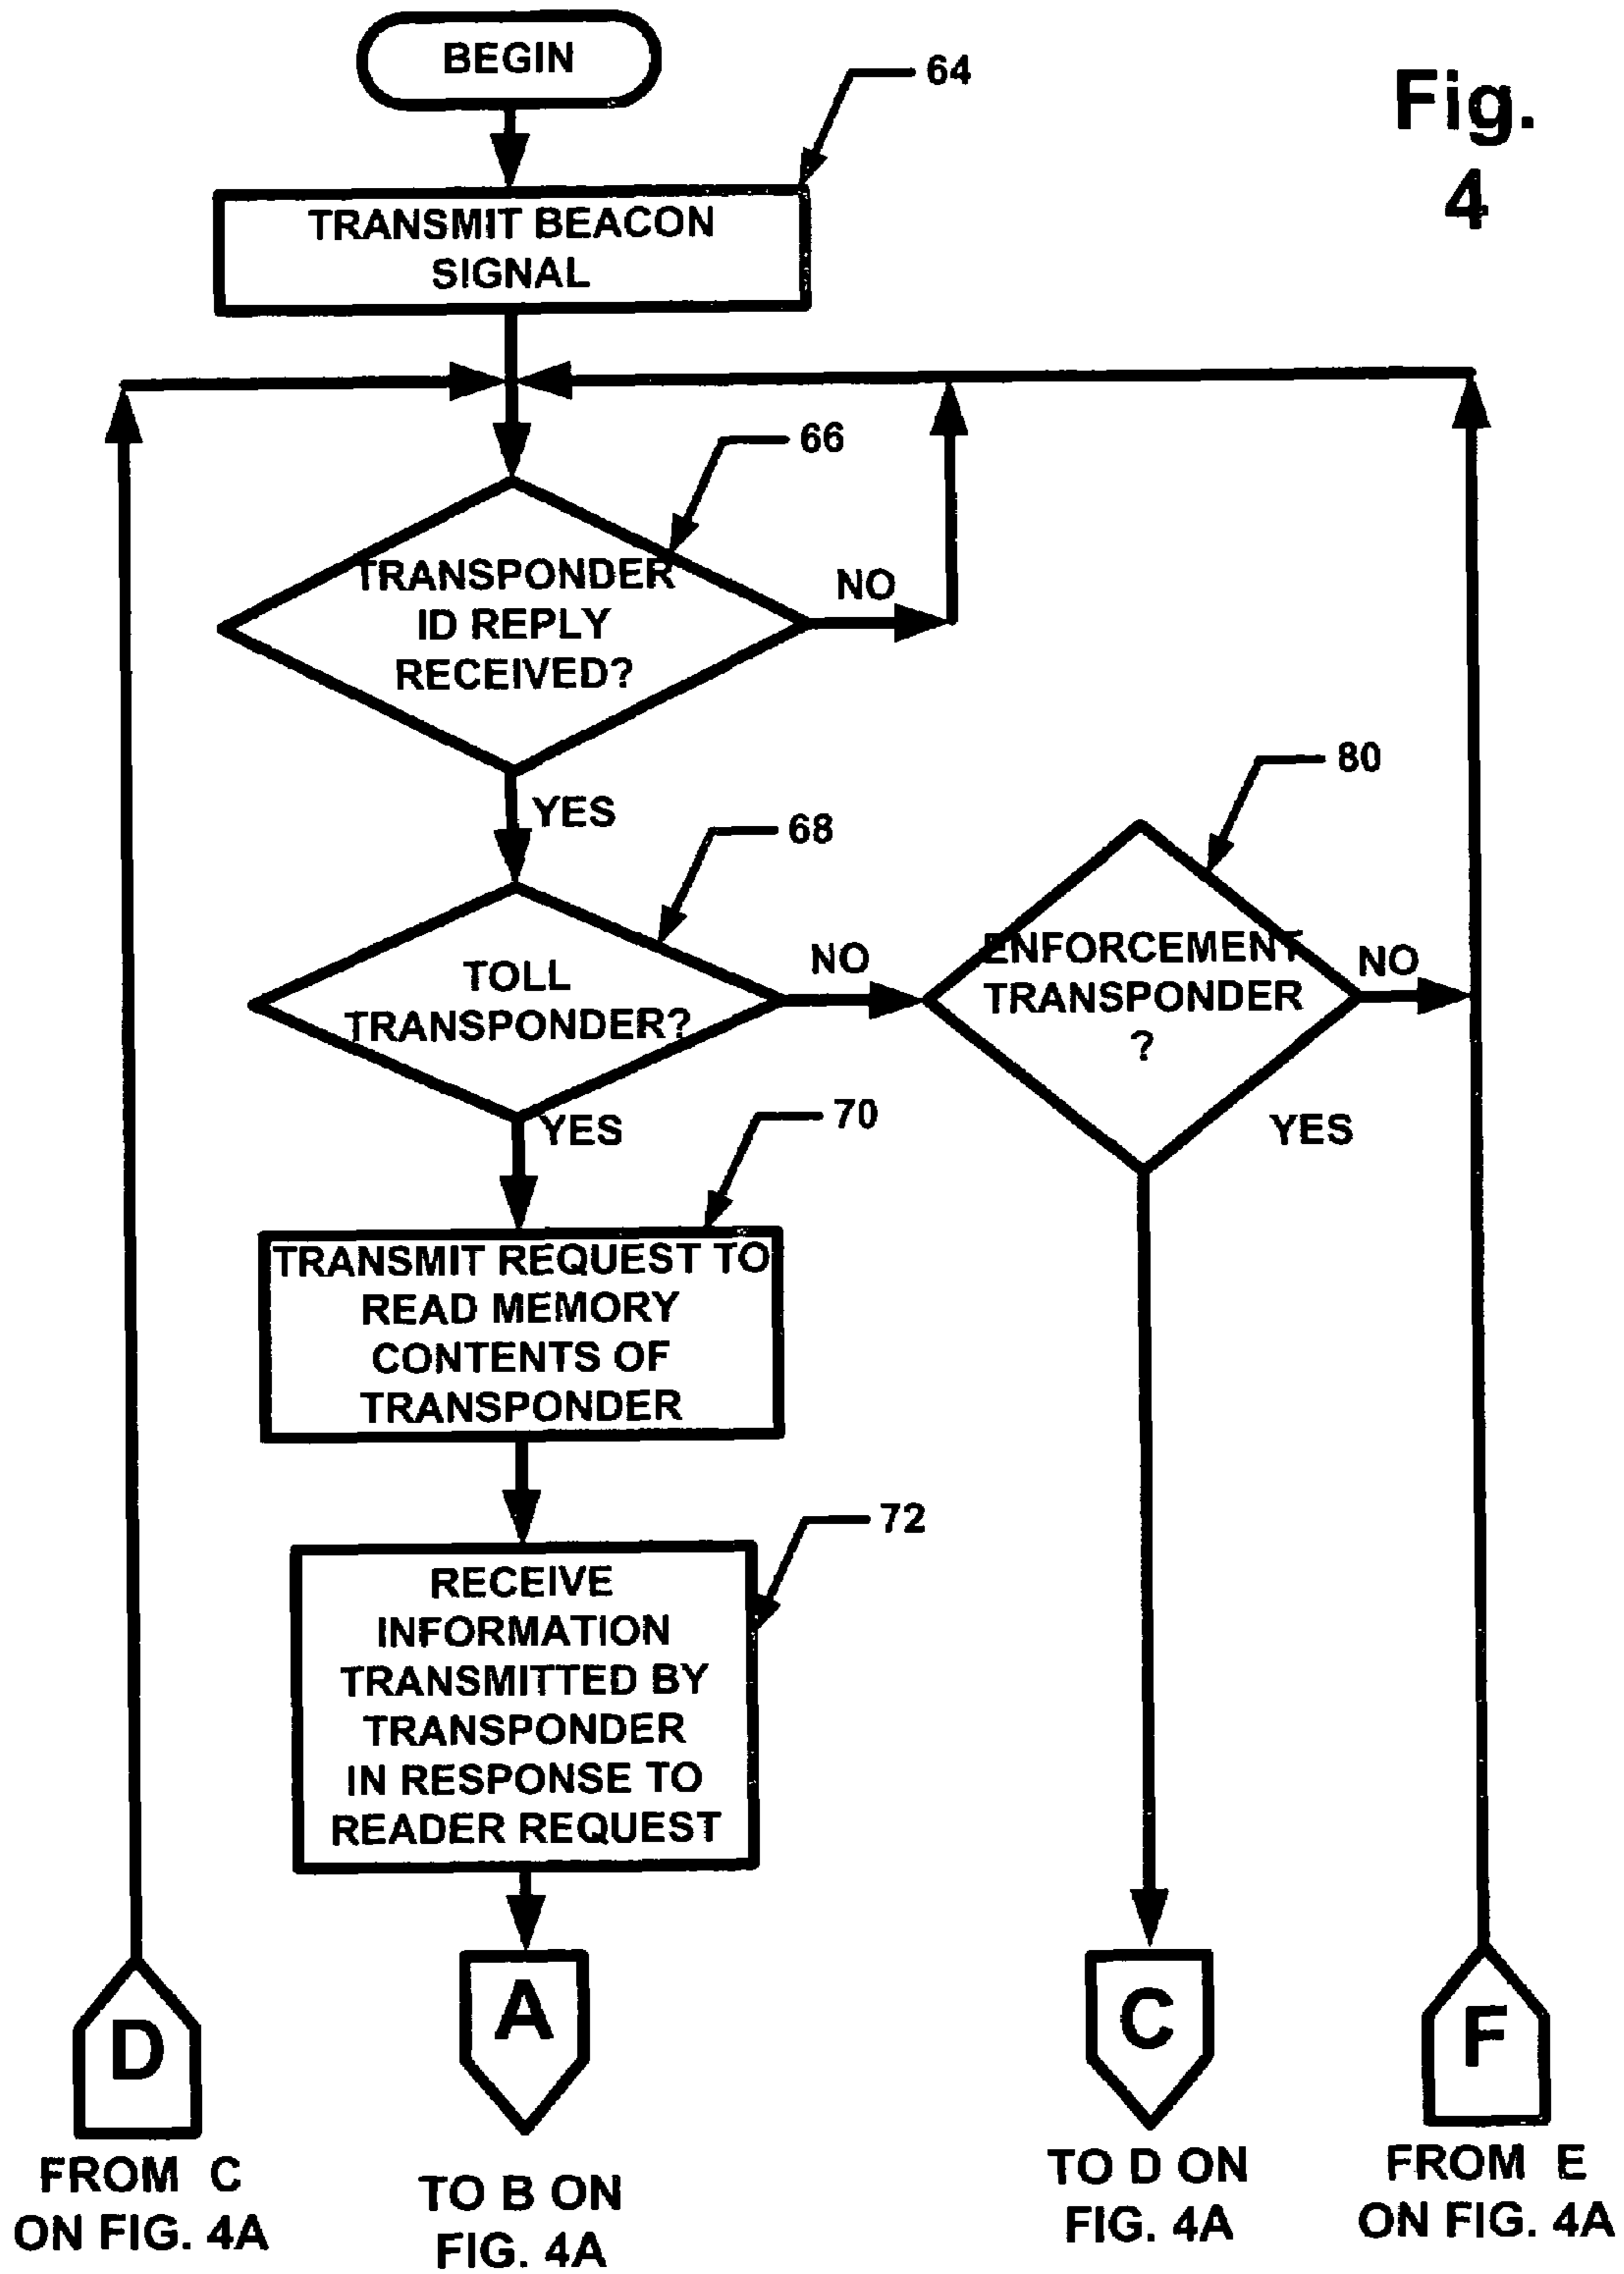 BEGIN
64
Fig.
4
TRANSMIT BEACON
SIGNAL
66
TRANSPONDER
ID REPLY
RECEIVED?
NO
YES
80
68
TOLL
TRANSPONDER?
NO
ENFORCEMENT
TRANSPONDER
?
NO
YES
YES
70
TRANSMIT REQUEST TO
READ MEMORY
CONTENTS OF
TRANSPONDER
72
RECEIVE
INFORMATION
TRANSMITTED BY
TRANSPONDER
IN RESPONSE TO
READER REQUEST
D
A
C
F
FROM C
ON FIG. 4A
TO B ON
FIG. 4A
TO D ON
FIG. 4A
FROM E
ON FIG. 4A